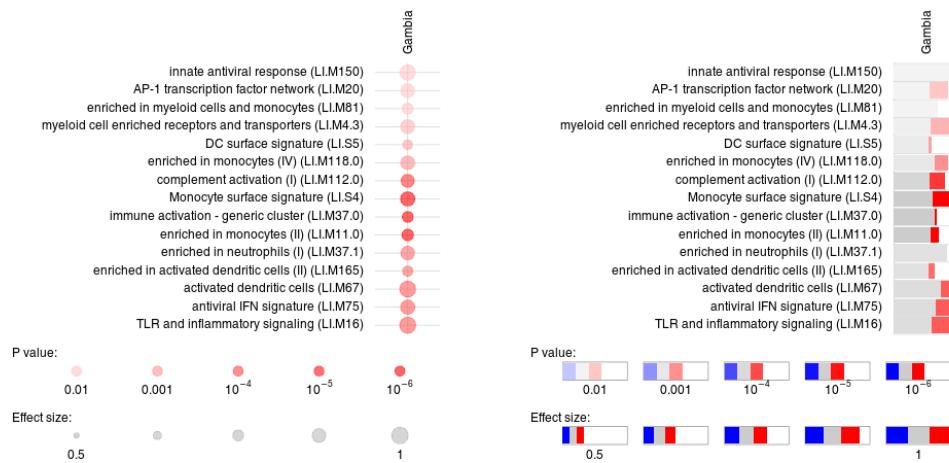 Gambia
innate antiviral response (LI.M150)
AP-1 transcription factor network (LI.M20)
enriched in myeloid cells and monocytes (LI.M81)
myeloid cell enriched receptors and transporters (LI.M4.3)
DC surface signature (LI.S5)
enriched in monocytes (IV) (LI.M118.0)
complement activation (I) (LI.M112.0)
Monocyte surface signature (LI.S4)
immune activation - generic cluster (LI.M37.0)
enriched in monocytes (II) (LI.M11.0)
enriched in neutrophils (I) (LI.M37.1)
enriched in activated dendritic cells (II) (LI.M165)
activated dendritic cells (LI.M67)
antiviral IFN signature (LI.M75)
TLR and inflammatory signaling (LI.M16)
P value:
0.01 0.001 10⁻⁴ 10⁻⁵ 10⁻⁶
Effect size:
0.5 1
Gambia
innate antiviral response (LI.M150)
AP-1 transcription factor network (LI.M20)
enriched in myeloid cells and monocytes (LI.M81)
myeloid cell enriched receptors and transporters (LI.M4.3)
DC surface signature (LI.S5)
enriched in monocytes (IV) (LI.M118.0)
complement activation (I) (LI.M112.0)
Monocyte surface signature (LI.S4)
immune activation - generic cluster (LI.M37.0)
enriched in monocytes (II) (LI.M11.0)
enriched in neutrophils (I) (LI.M37.1)
enriched in activated dendritic cells (II) (LI.M165)
activated dendritic cells (LI.M67)
antiviral IFN signature (LI.M75)
TLR and inflammatory signaling (LI.M16)
P value:
0.01 0.001 10⁻⁴ 10⁻⁵ 10⁻⁶
Effect size:
0.5 1